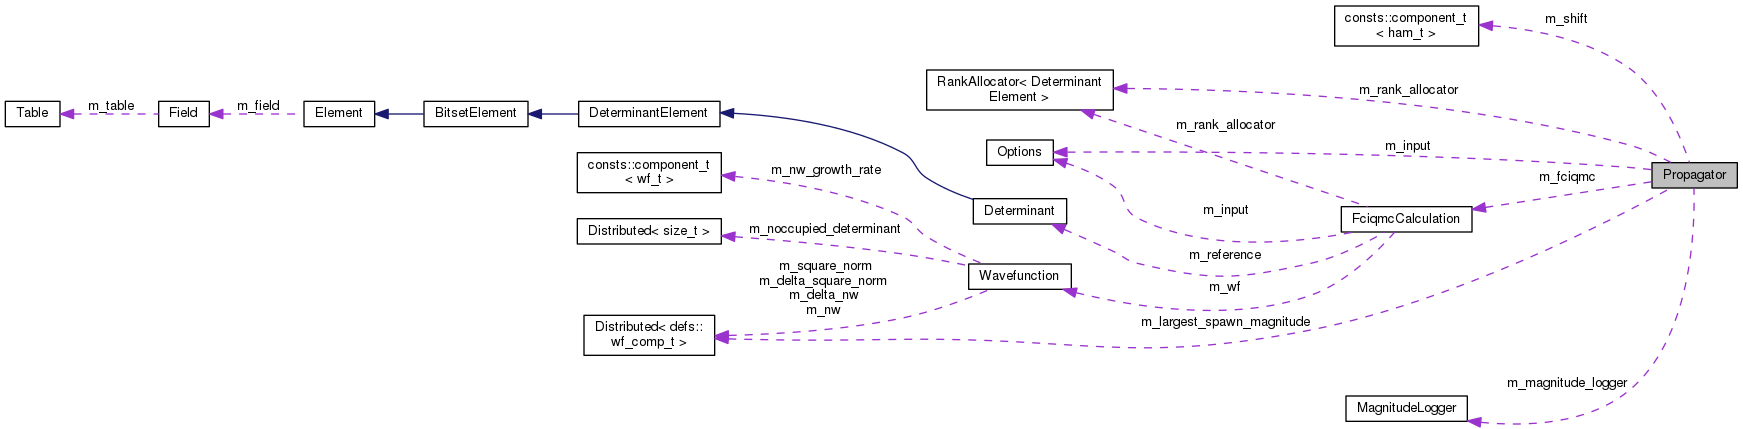 consts::component_t
< ham_t >
m_shift
RankAllocator< Determinant
Element >
m_rank_allocator
Table
m_table
Field
m_field
Element
BitsetElement
DeterminantElement
m_rank_allocator
Options
m_input
consts::component_t
< wf_t >
m_nw_growth_rate
m_fciqmc
Propagator
Determinant
m_input
FciqmcCalculation
Distributed< size_t >
m_noccupied_determinant
m_reference
m_square_norm
m_delta_square_norm
m_delta_nw
m_nw
Wavefunction
m_wf
Distributed< defs::
wf_comp_t >
m_largest_spawn_magnitude
m_magnitude_logger
MagnitudeLogger